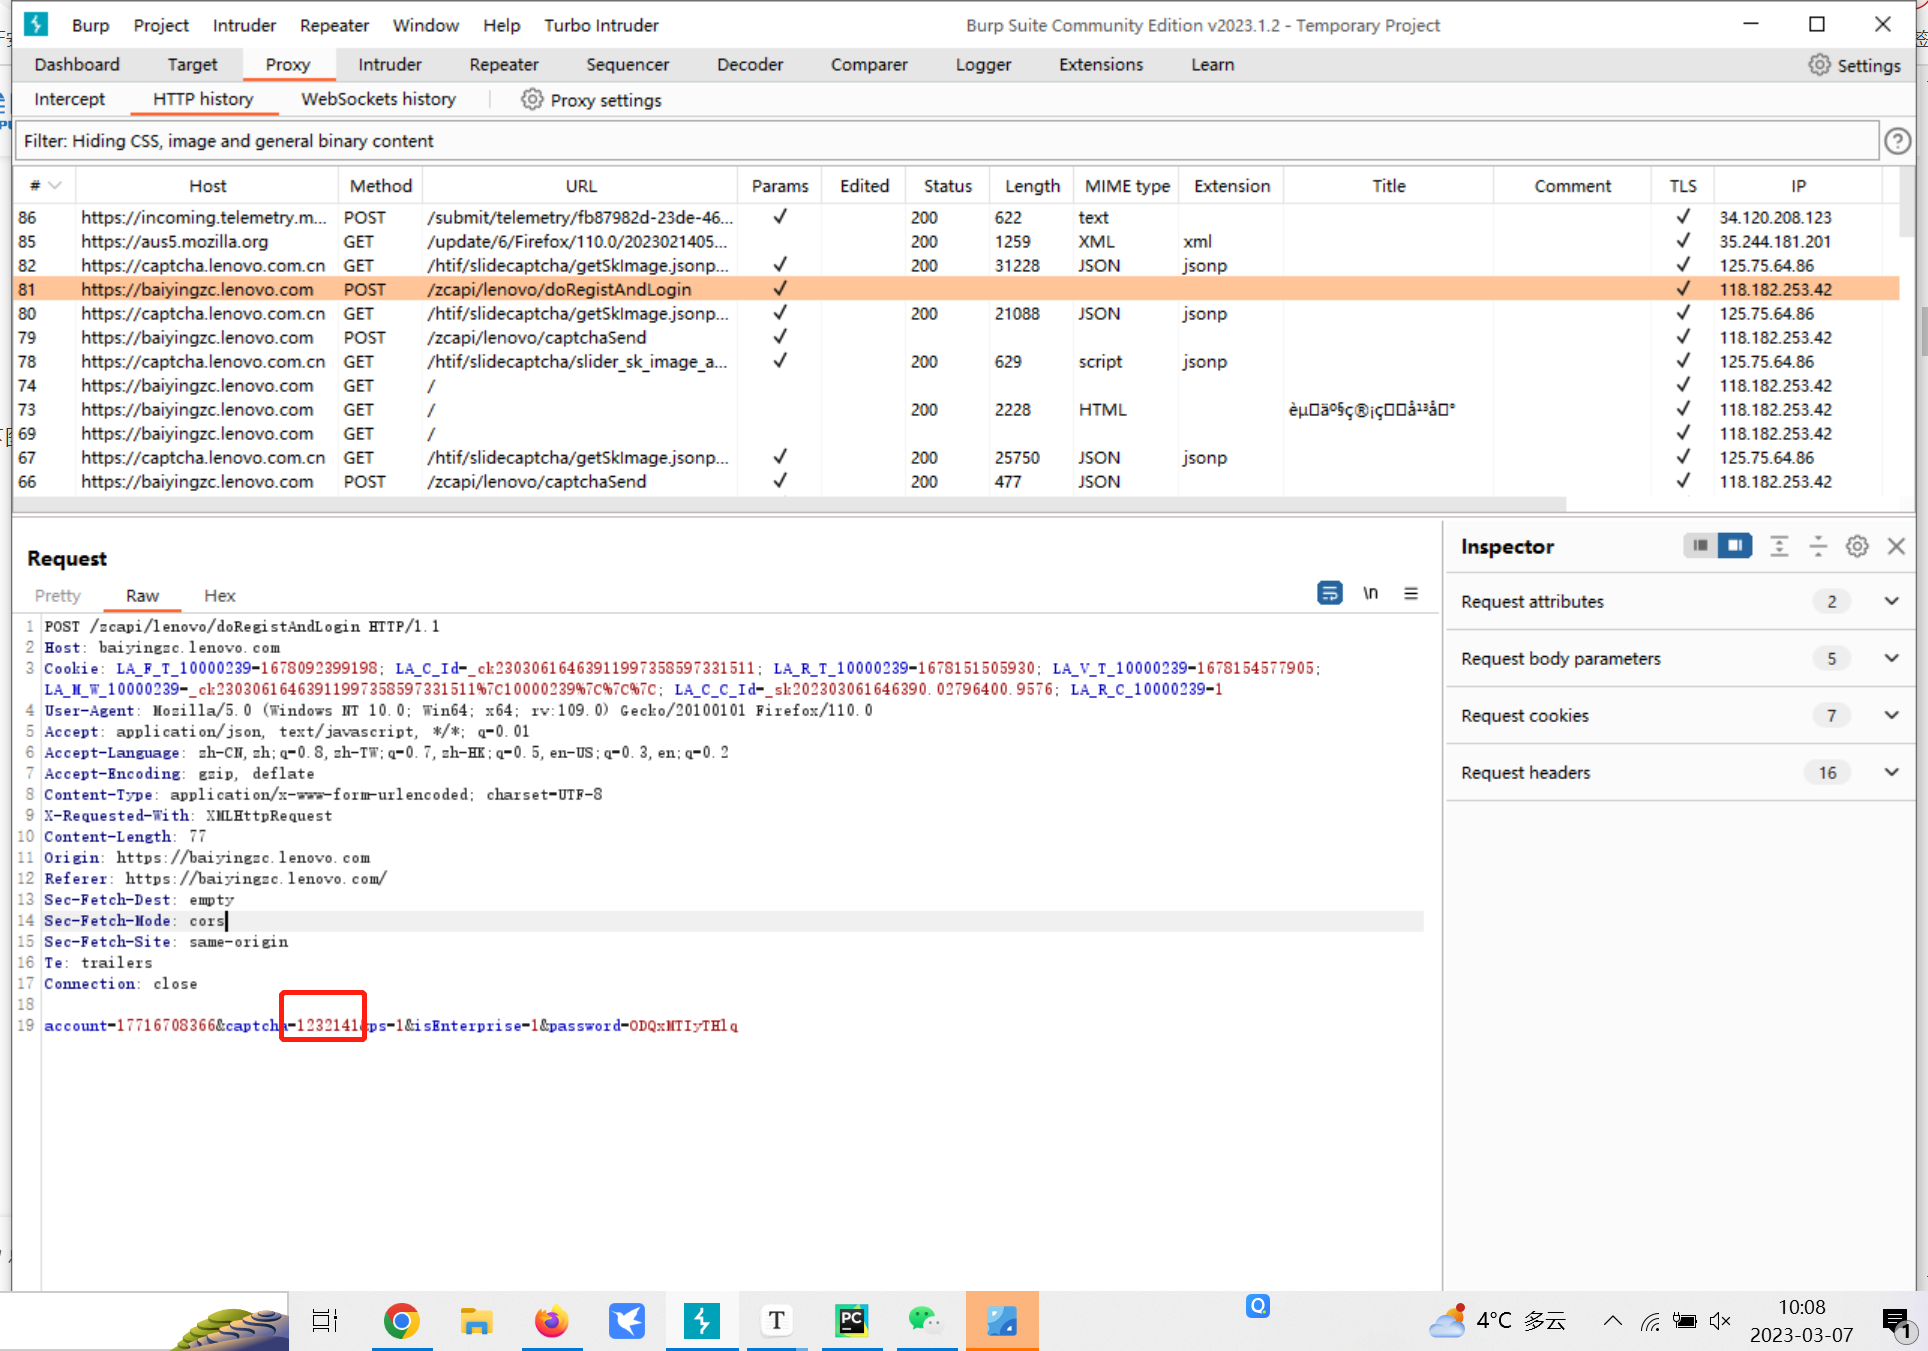 Burp Project Intruder Repeater Window Help Turbo Intruder Burp Suite Community Edition v2023.1.2 - Temporary Project
Dashboard Target Proxy Intruder Repeater Sequencer Decoder Comparer Logger Extensions Learn Settings
Intercept HTTP history WebSockets history Proxy settings
Filter: Hiding CSS, image and general binary content
# Host Method URL Params Edited Status Length MIME type Extension Title Comment TLS IP
86 https://incoming.telemetry.m... POST /submit/telemetry/fb87982d-23de-46... ✓ 200 622 text ✓ 34.120.208.123
85 https://aus5.mozilla.org GET /update/6/Firefox/110.0/2023021405... 200 1259 XML xml ✓ 35.244.181.201
82 https://captcha.lenovo.com.cn GET /htif/slidecaptcha/getSkImage.jsonp... ✓ 200 31228 JSON jsonp ✓ 125.75.64.86
81 https://baiyingzc.lenovo.com POST /zcapi/lenovo/doRegistAndLogin ✓ ✓ 118.182.253.42
80 https://captcha.lenovo.com.cn GET /htif/slidecaptcha/getSkImage.jsonp... ✓ 200 21088 JSON jsonp ✓ 125.75.64.86
79 https://baiyingzc.lenovo.com POST /zcapi/lenovo/captchaSend ✓ ✓ 118.182.253.42
78 https://captcha.lenovo.com.cn GET /htif/slidecaptcha/slider_sk_image_a... ✓ 200 629 script jsonp ✓ 125.75.64.86
74 https://baiyingzc.lenovo.com GET / ✓ 118.182.253.42
73 https://baiyingzc.lenovo.com GET / 200 2228 HTML ✓ 118.182.253.42
69 https://baiyingzc.lenovo.com GET / ✓ 118.182.253.42
67 https://captcha.lenovo.com.cn GET /htif/slidecaptcha/getSkImage.jsonp... ✓ 200 25750 JSON jsonp ✓ 125.75.64.86
66 https://baiyingzc.lenovo.com POST /zcapi/lenovo/captchaSend ✓ 200 477 JSON ✓ 118.182.253.42
Request
Pretty Raw Hex \n
1 POST /zcapi/lenovo/doRegistAndLogin HTTP/1.1
2 Host: baiyingzc.lenovo.com
3 Cookie: LA_F_T_10000239=1678092399198; LA_C_Id=_ck23030616463911997358597331511; LA_R_T_10000239=1678151505930; LA_V_T_10000239=1678154577905;
LA_M_W_10000239=_ck23030616463911997358597331511%7C10000239%7C%7C%7C; LA_C_C_Id=_sk202303061646390.02796400.9576; LA_R_C_10000239=1
4 User-Agent: Mozilla/5.0 (Windows NT 10.0; Win64; x64; rv:109.0) Gecko/20100101 Firefox/110.0
5 Accept: application/json, text/javascript, */*; q=0.01
6 Accept-Language: zh-CN,zh;q=0.8,zh-TW;q=0.7,zh-HK;q=0.5,en-US;q=0.3,en;q=0.2
7 Accept-Encoding: gzip, deflate
8 Content-Type: application/x-www-form-urlencoded; charset=UTF-8
9 X-Requested-With: XMLHttpRequest
10 Content-Length: 77
11 Origin: https://baiyingzc.lenovo.com
12 Referer: https://baiyingzc.lenovo.com/
13 Sec-Fetch-Dest: empty
14 Sec-Fetch-Mode: cors
15 Sec-Fetch-Site: same-origin
16 Te: trailers
17 Connection: close
18
19 account=17716708366&captcha=1232141&ps=1&isEnterprise=1&password=ODQxMTIyTHlq
Inspector
Request attributes 2
Request body parameters 5
Request cookies 7
Request headers 16
4°C 多云
10:08
2023-03-07
1